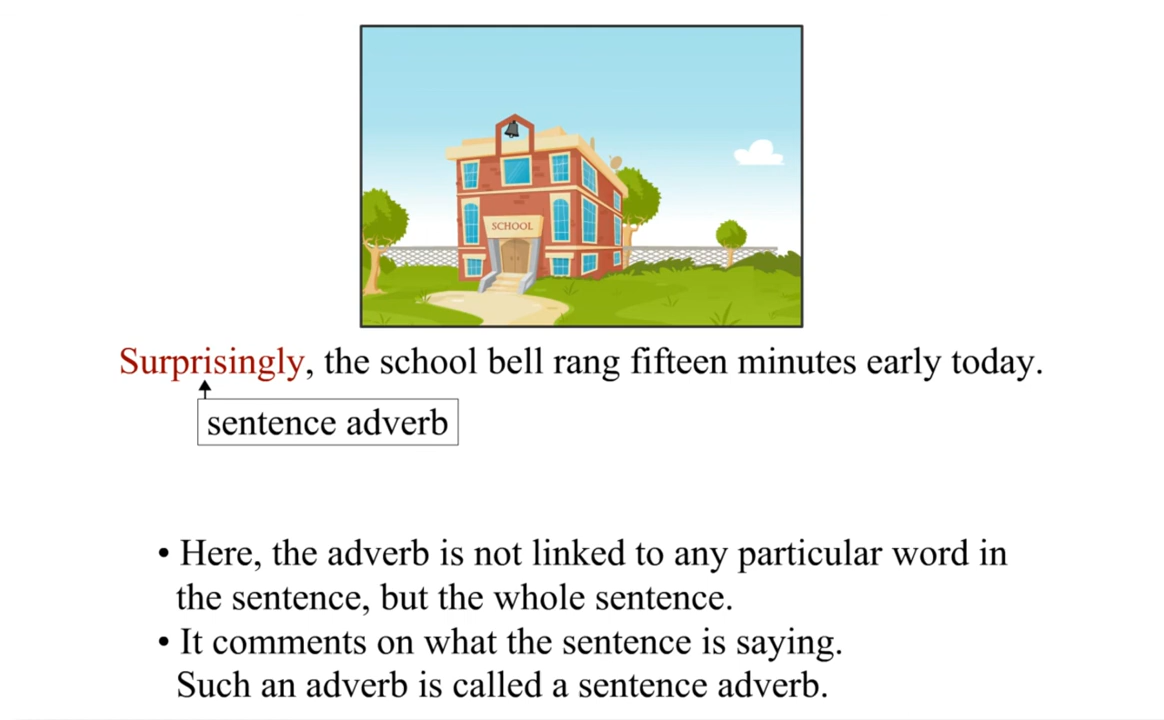 SCHOOL
Surprisingly, the school bell rang fifteen minutes early today.
sentence adverb
• Here, the adverb is not linked to any particular word in
the sentence, but the whole sentence.
• It comments on what the sentence is saying.
Such an adverb is called a sentence adverb.